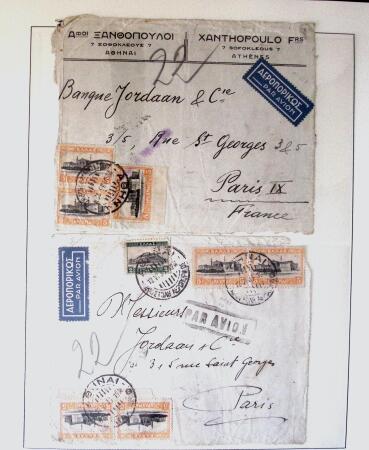 ΑΦΟΙ ΞΑΝΘΟΠΟΥΛΟΙ
7 ΣΟΦΟΚΛΕΟΥΣ 7
ΑΘΗΝΑΙ
XANTHOPOULO FRS
7 SOFOKLEOUS 7
ATHÈNES
22
ΑΕΡΟΠΟΡΙΚΟΣ
PAR AVION
Banque Jordaan & Cie
3/5, Rue St Georges 3&5
Paris IX
France
ΑΕΡΟΠΟΡΙΚΟΣ
PAR AVION
PAR AVION
Messieurs
Jordaan & Cie
3 & 5 rue Saint Georges
Paris
22